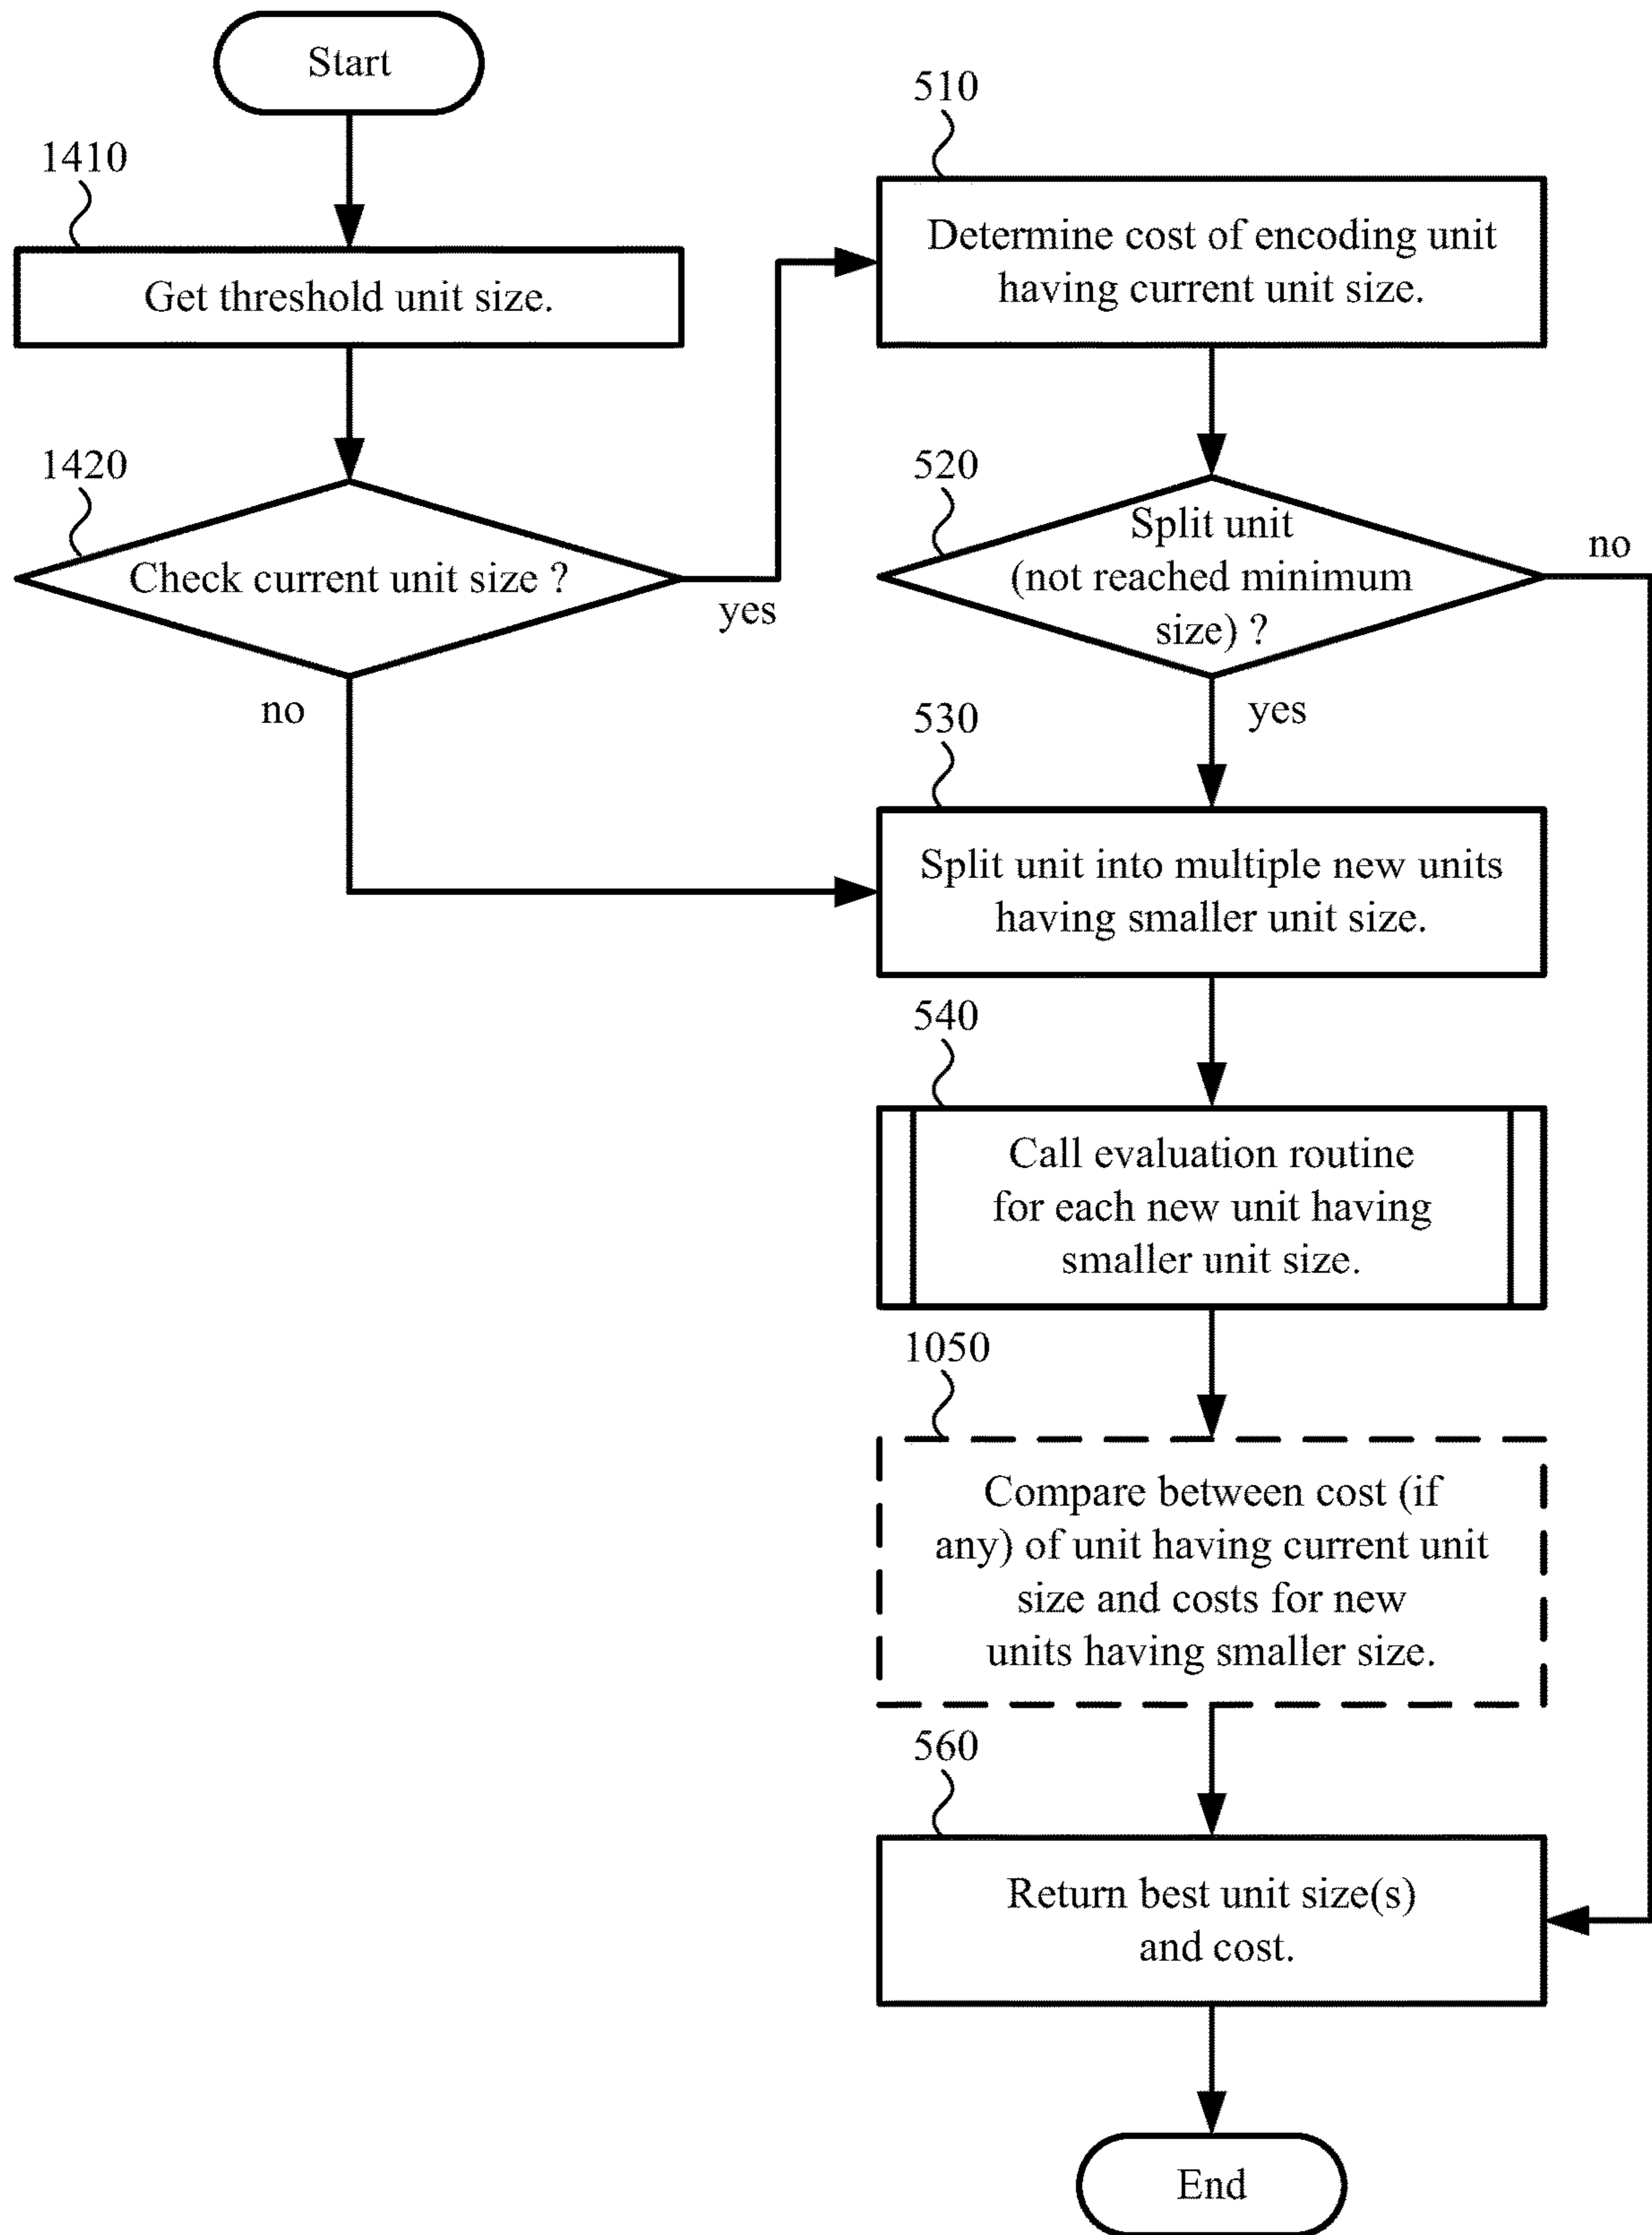 Start
1410
Get threshold unit size.
1420
Check current unit size ?
yes
no
510
Determine cost of encoding unit
having current unit size.
520
Split unit
(not reached minimum
size) ?
no
yes
530
Split unit into multiple new units
having smaller unit size.
540
Call evaluation routine
for each new unit having
smaller unit size.
1050
Compare between cost (if
any) of unit having current unit
size and costs for new
units having smaller size.
560
Return best unit size(s)
and cost.
End